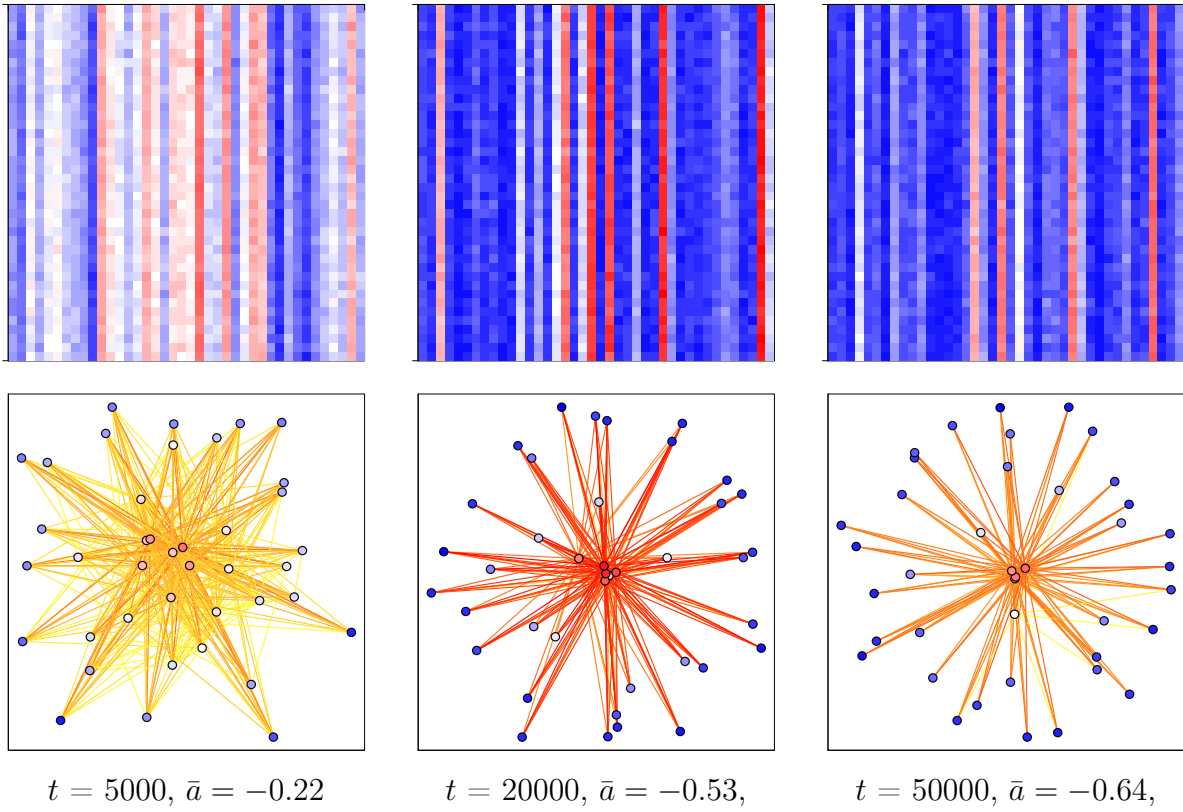 t = 5000, ā = −0.22
t = 20000, ā = −0.53,
t = 50000, ā = −0.64,